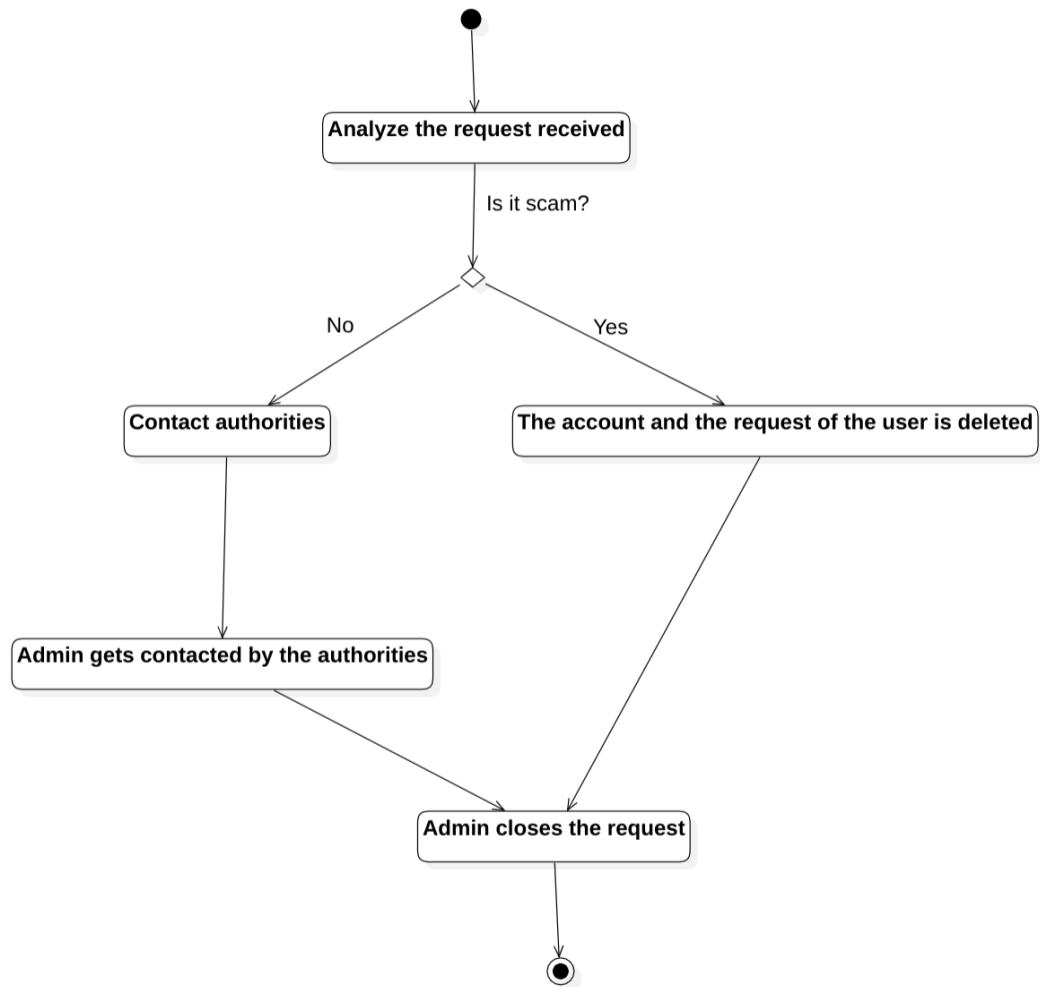 Analyze the request received
Is it scam?
No
Yes
Contact authorities
The account and the request of the user is deleted
Admin gets contacted by the authorities
Admin closes the request